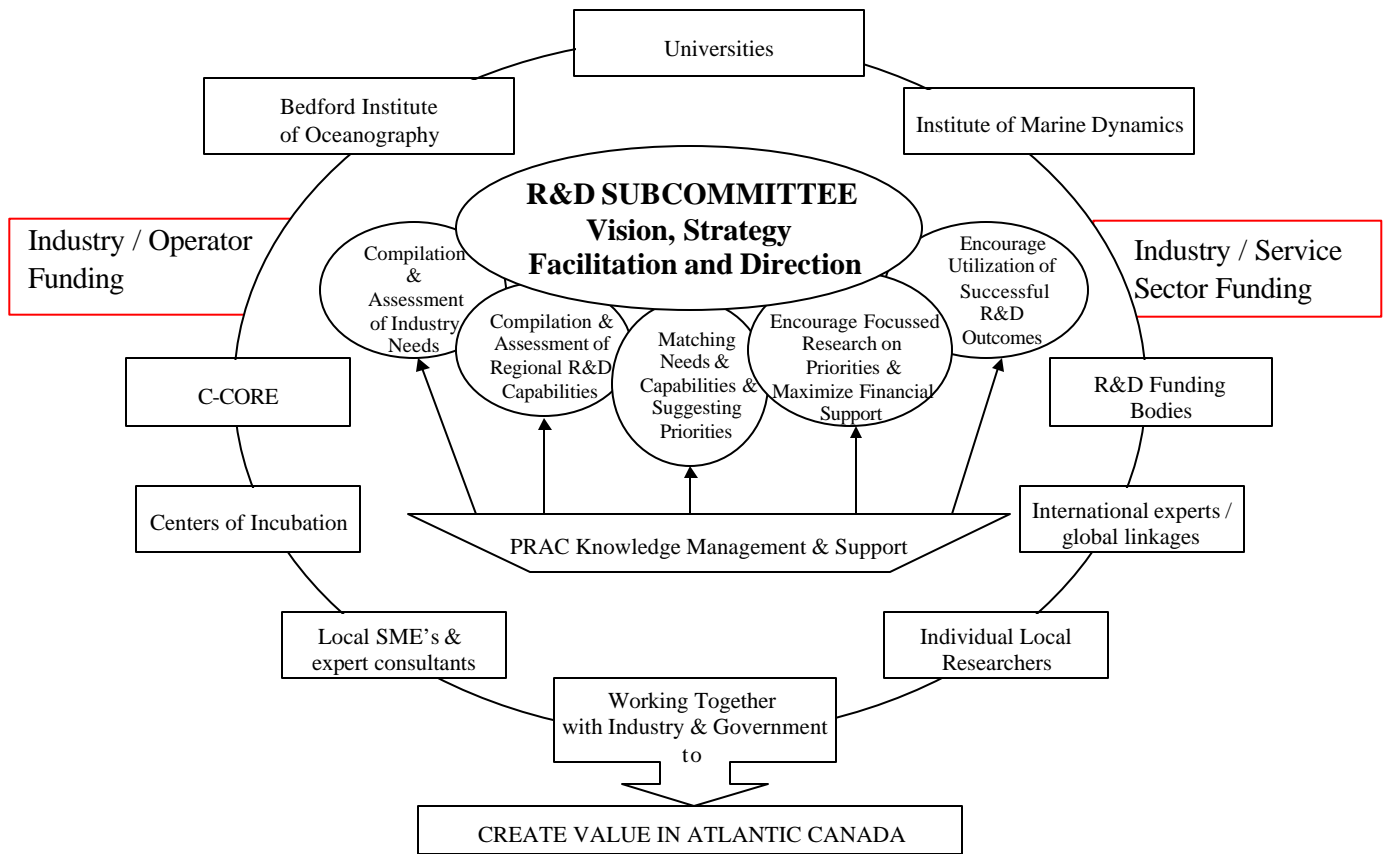 Universities
Bedford Institute
of Oceanography
Institute of Marine Dynamics
R&D SUBCOMMITTEE
Vision, Strategy
Facilitation and Direction
Industry / Operator
Funding
Industry / Service
Sector Funding
Compilation
&
Assessment
of Industry
Needs
Compilation &
Assessment of
Regional R&D
Capabilities
Matching
Needs &
Capabilities &
Suggesting
Priorities
Encourage Focussed
Research on
Priorities &
Maximize Financial
Support
Encourage
Utilization of
Successful
R&D
Outcomes
C-CORE
R&D Funding
Bodies
Centers of Incubation
International experts /
global linkages
PRAC Knowledge Management & Support
Local SME's &
expert consultants
Individual Local
Researchers
Working Together
with Industry & Government
to
CREATE VALUE IN ATLANTIC CANADA